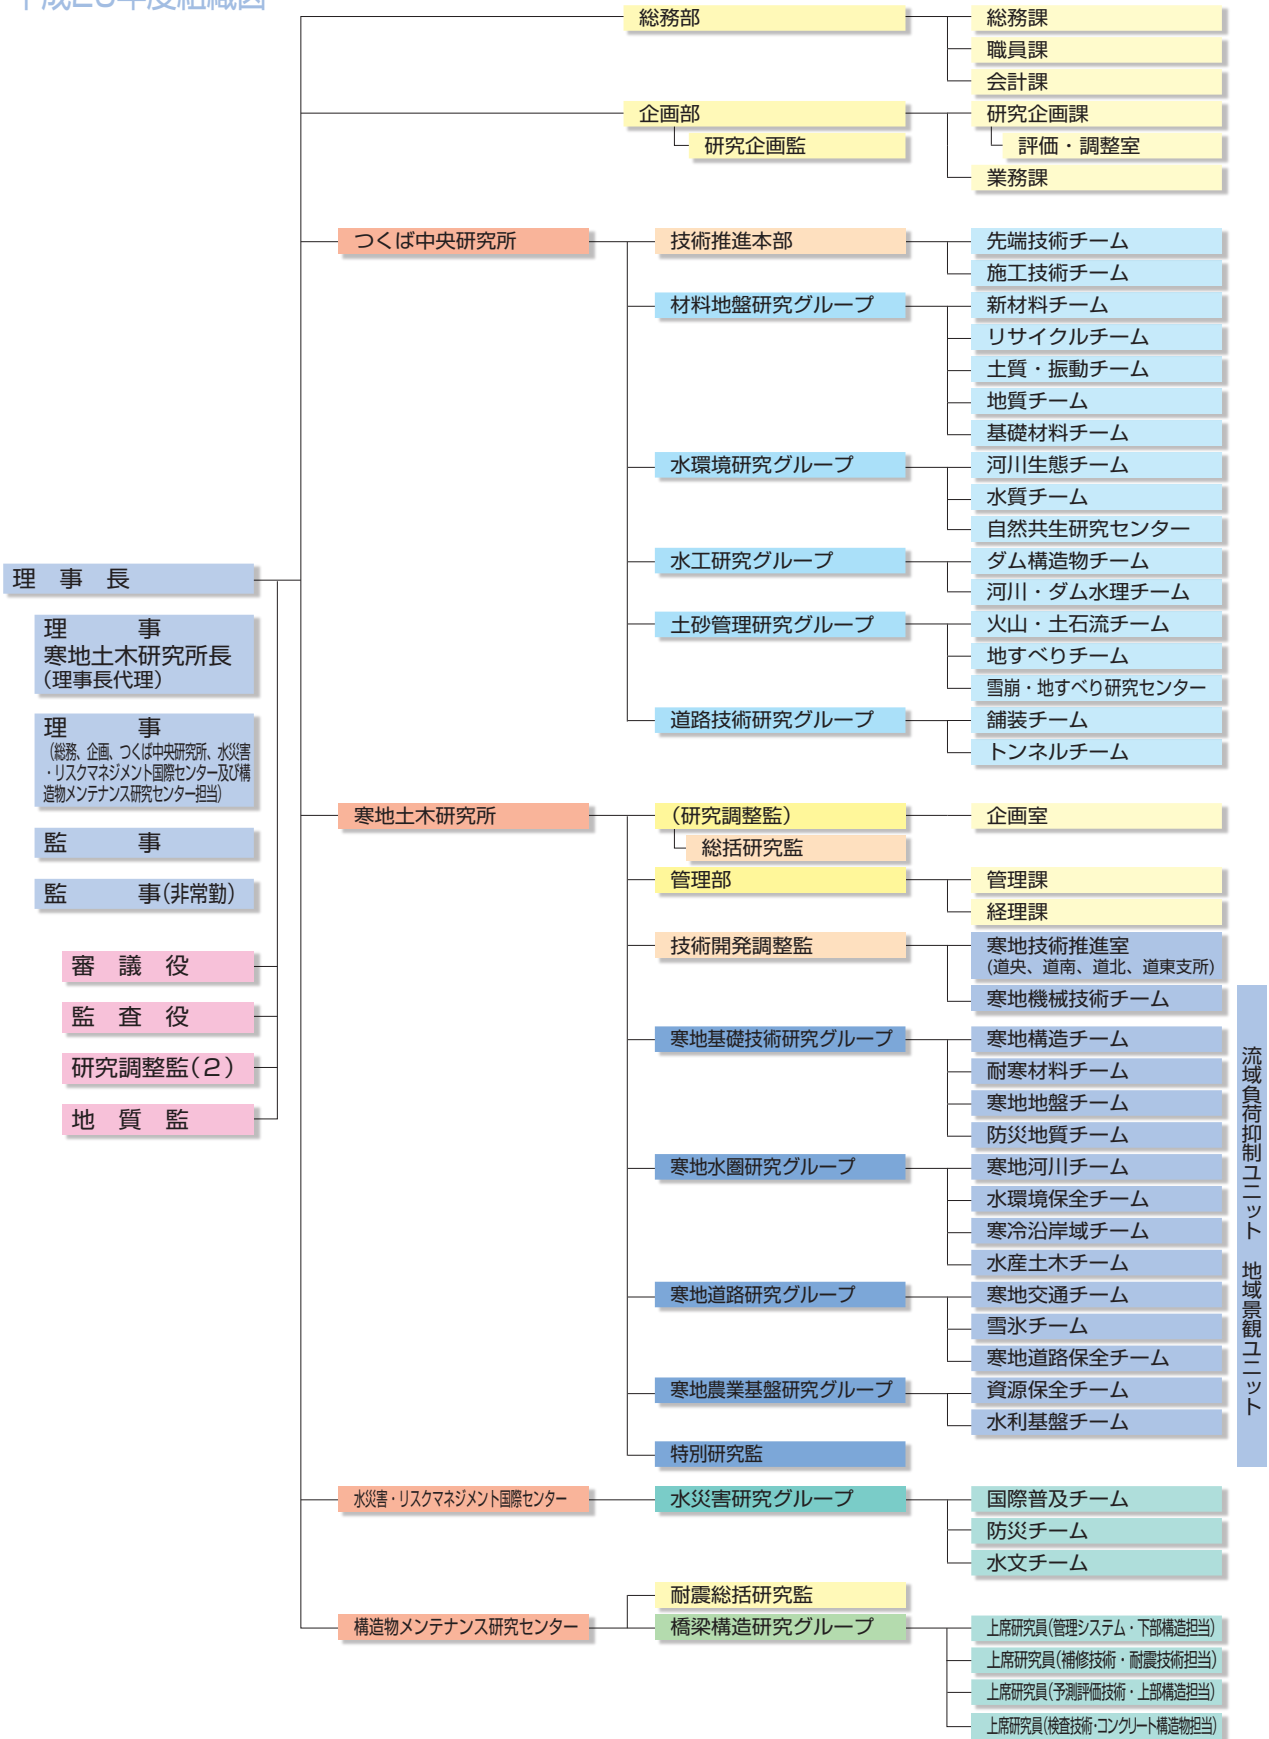 平成20年度組織図
総務部
総務課
職員課
会計課
企画部
研究企画監
研究企画課
評価・調整室
業務課
つくば中央研究所
技術推進本部
先端技術チーム
施工技術チーム
材料地盤研究グループ
新材料チーム
リサイクルチーム
土質・振動チーム
地質チーム
基礎材料チーム
水環境研究グループ
河川生態チーム
水質チーム
自然共生研究センター
水工研究グループ
ダム構造物チーム
河川・ダム水理チーム
土砂管理研究グループ
火山・土石流チーム
地すべりチーム
雪崩・地すべり研究センター
道路技術研究グループ
舗装チーム
トンネルチーム
理事長
理事
寒地土木研究所長
(理事長代理)
理事
(総務、企画、つくば中央研究所、水災害
・リスクマネジメント国際センター及び構
造物メンテナンス研究センター担当)
監事
監事(非常勤)
審議役
監査役
研究調整監(2)
地質監
寒地土木研究所
(研究調整監)
総括研究監
企画室
管理部
管理課
経理課
技術開発調整監
寒地技術推進室
(道央、道南、道北、道東支所)
寒地機械技術チーム
寒地基礎技術研究グループ
寒地構造チーム
耐寒材料チーム
寒地地盤チーム
防災地質チーム
寒地水圏研究グループ
寒地河川チーム
水環境保全チーム
寒冷沿岸域チーム
水産土木チーム
寒地道路研究グループ
寒地交通チーム
雪氷チーム
寒地道路保全チーム
寒地農業基盤研究グループ
資源保全チーム
水利基盤チーム
特別研究監
流域負荷抑制ユニット 地域景観ユニット
水災害・リスクマネジメント国際センター
水災害研究グループ
国際普及チーム
防災チーム
水文チーム
構造物メンテナンス研究センター
耐震総括研究監
橋梁構造研究グループ
上席研究員(管理システム・下部構造担当)
上席研究員(補修技術・耐震技術担当)
上席研究員(予測評価技術・上部構造担当)
上席研究員(検査技術・コンクリート構造物担当)